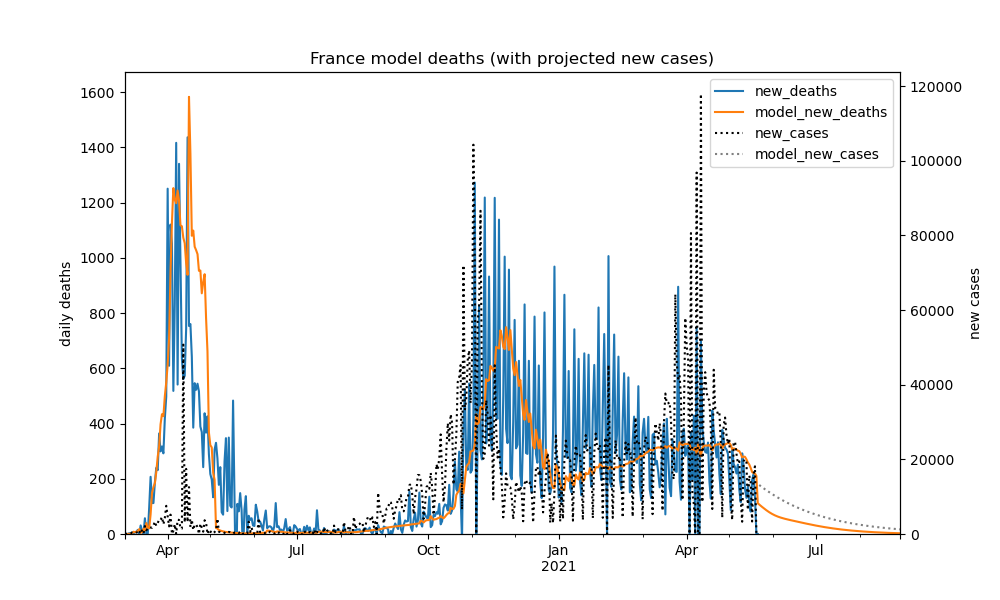 France model deaths (with projected new cases)
new_deaths
model_new_deaths
new_cases
model_new_cases
daily deaths
1600
1400
1200
1000
800
600
400
200
0
new cases
120000
100000
80000
60000
40000
20000
0
Apr
Jul
Oct
Jan
2021
Apr
Jul